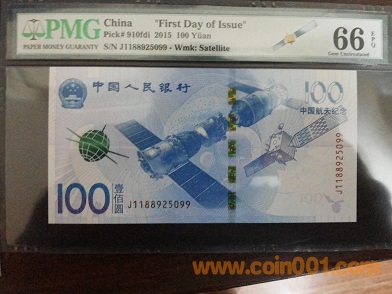 PMG
PAPER MONEY GUARANTY
China "First Day of Issue"
Pick# 910fdi 2015 100 Yüan
S/N J1188925099 - Wmk: Satellite
66 EPQ
Gem Uncirculated
中国人民银行
100
中国航天纪念
J1188925099
100 壹佰圆
J1188925099
www.coin001.com